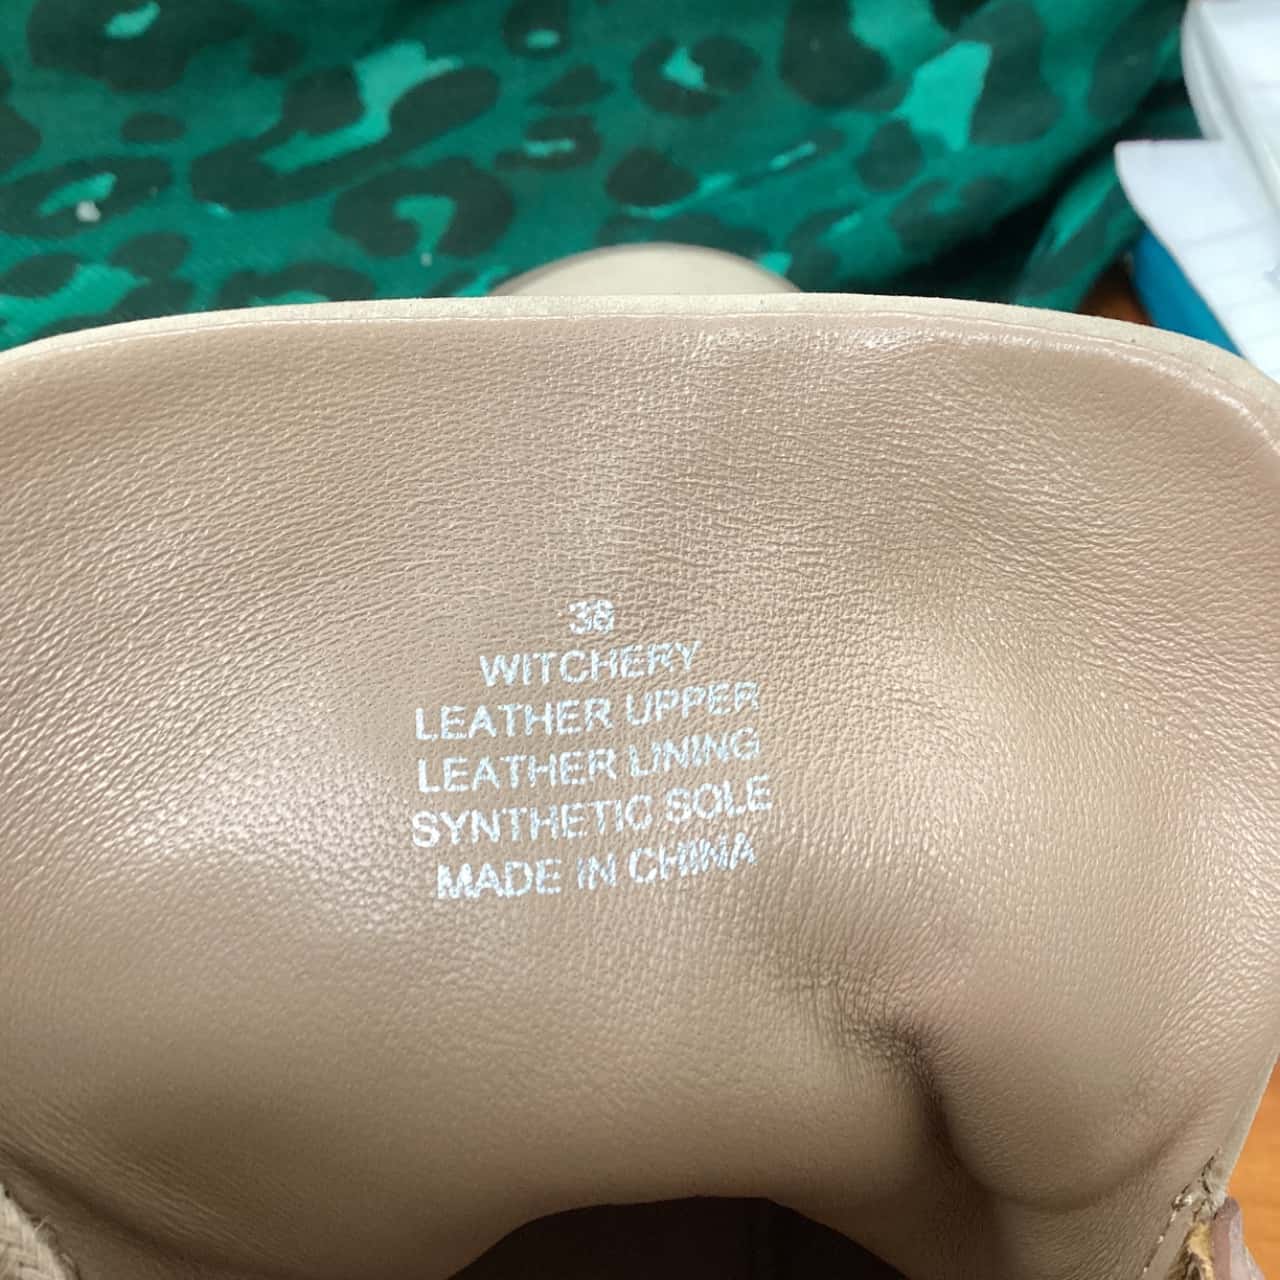 38
WITCHERY
LEATHER UPPER
LEATHER LINING
SYNTHETIC SOLE
MADE IN CHINA